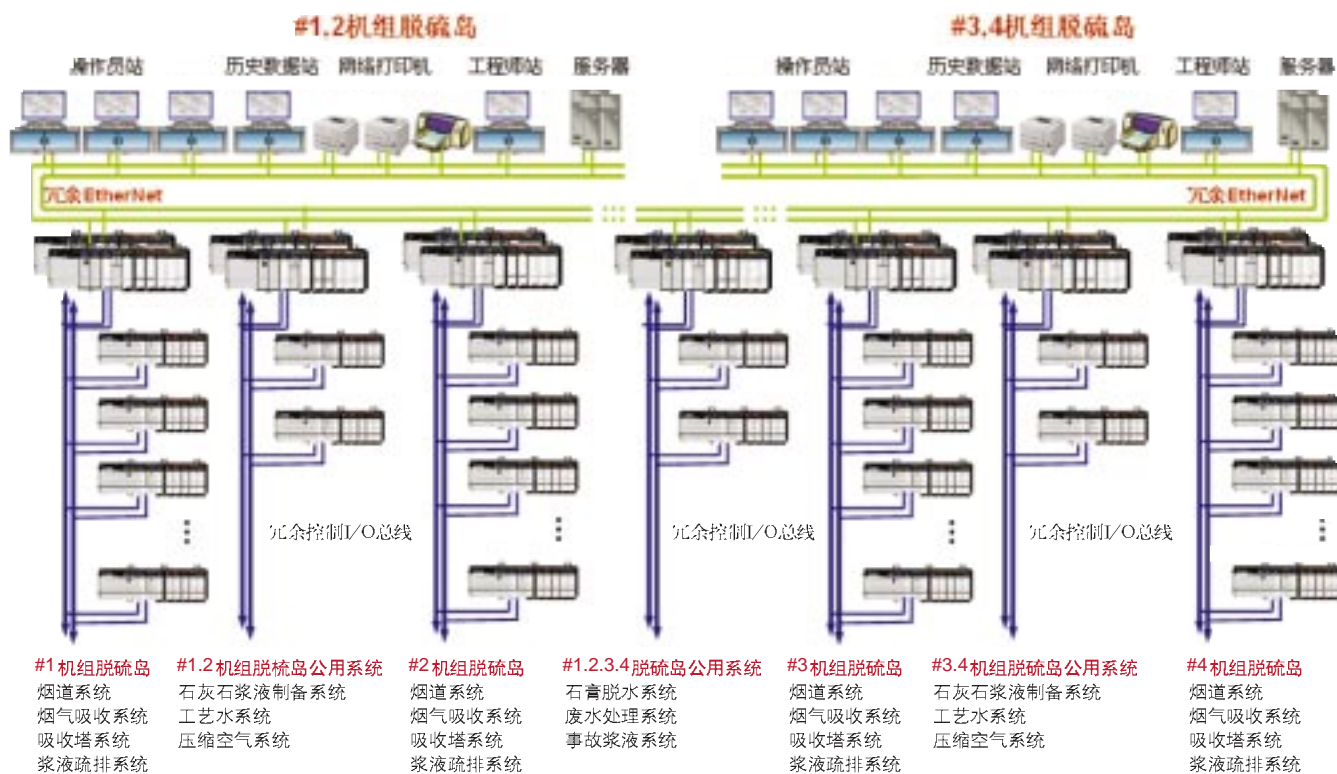 #1.2机组脱硫岛
#3.4机组脱硫岛
操作员站 历史数据站 网络打印机 工程师站 服务器
操作员站 历史数据站 网络打印机 工程师站 服务器
冗余EtherNet
冗余EtherNet
冗余控制I/O总线
冗余控制I/O总线
冗余控制I/O总线
#1机组脱硫岛
烟道系统
烟气吸收系统
吸收塔系统
浆液疏排系统
#1.2机组脱梳岛公用系统
石灰石浆液制备系统
工艺水系统
压缩空气系统
#2机组脱硫岛
烟道系统
烟气吸收系统
吸收塔系统
浆液疏排系统
#1.2.3.4脱硫岛公用系统
石膏脱水系统
废水处理系统
事故浆液系统
#3机组脱硫岛
烟道系统
烟气吸收系统
吸收塔系统
浆液疏排系统
#3.4机组脱硫岛公用系统
石灰石浆液制备系统
工艺水系统
压缩空气系统
#4机组脱硫岛
烟道系统
烟气吸收系统
吸收塔系统
浆液疏排系统